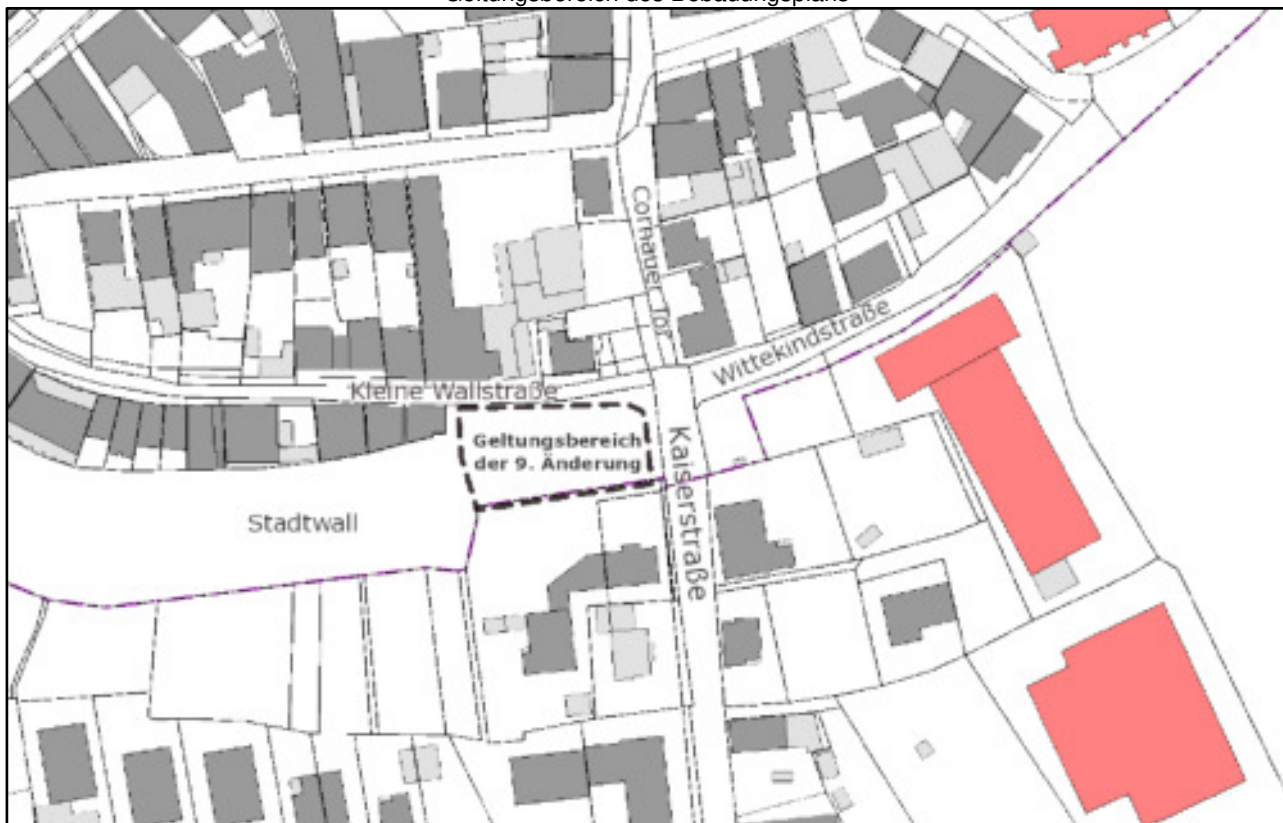 Geltungsbereich des Bebauungsplans
Cornauer Tor
Wittekindstraße
Kleine Wallstraße
Kaiserstraße
Geltungsbereich
der 9. Änderung
Stadtwall